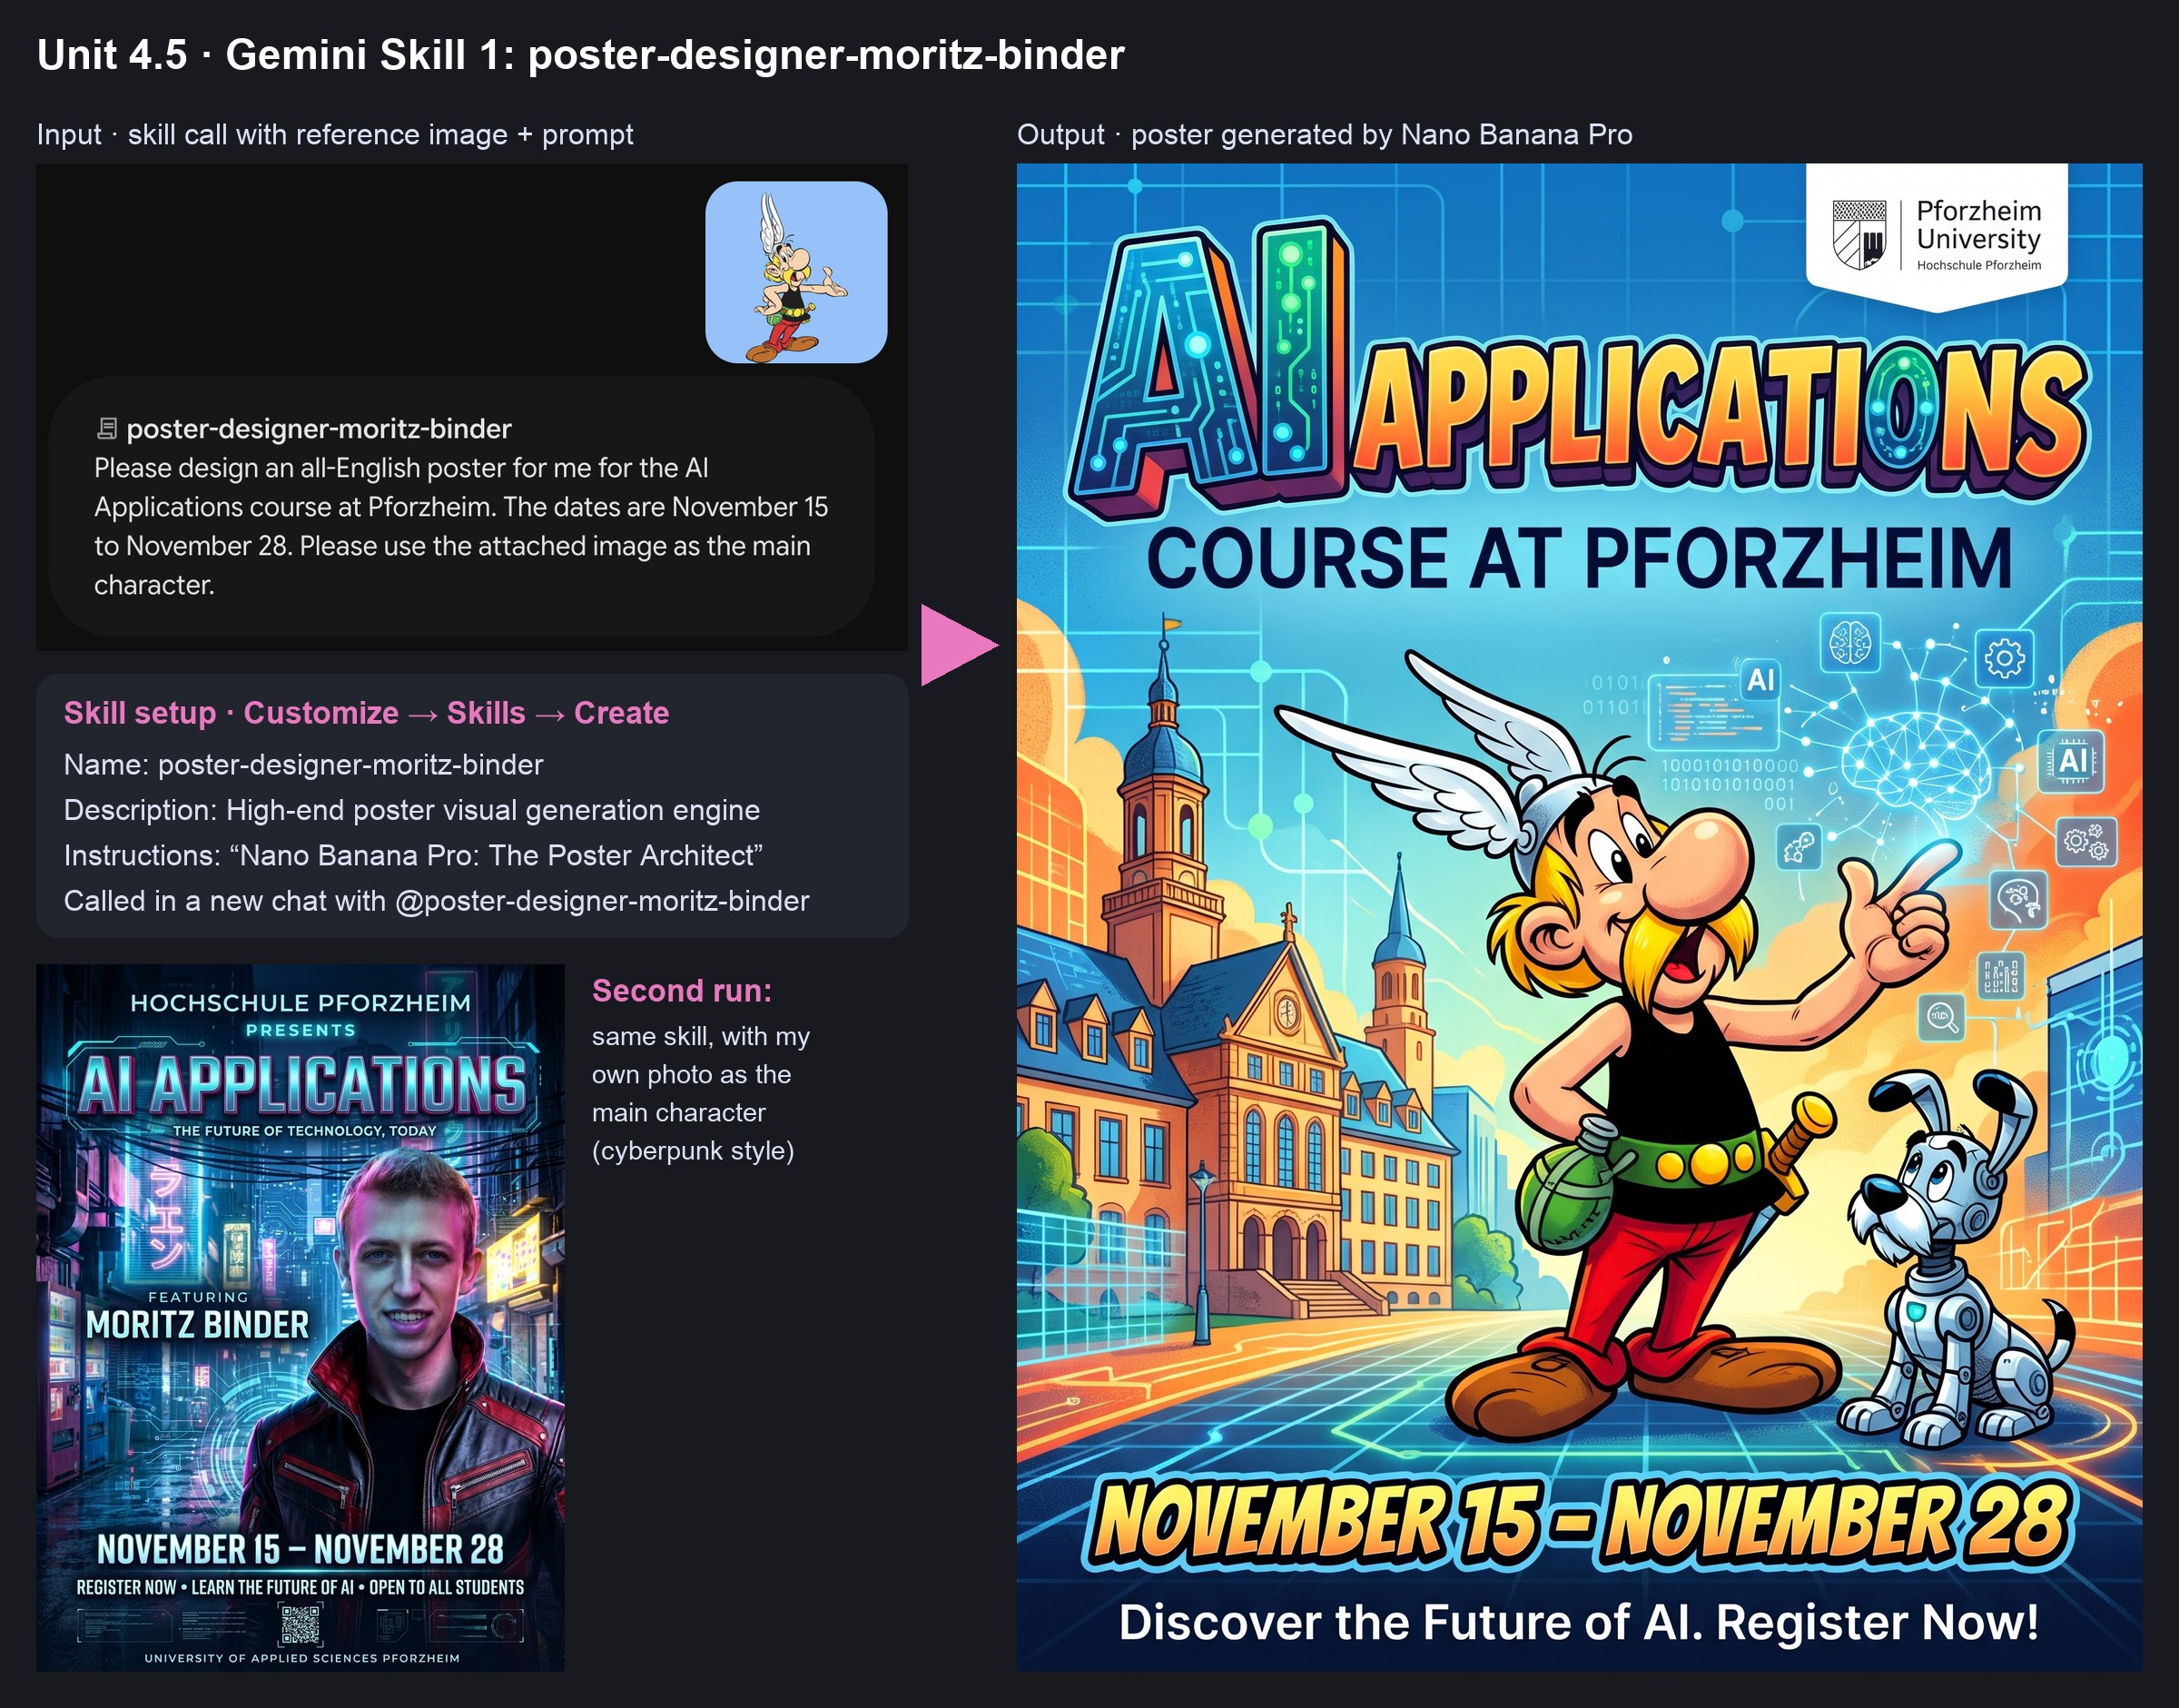 Unit 4.5 · Gemini Skill 1: poster-designer-moritz-binder
Input · skill call with reference image + prompt
poster-designer-moritz-binder
Please design an all-English poster for me for the AI
Applications course at Pforzheim. The dates are November 15
to November 28. Please use the attached image as the main
character.
Skill setup · Customize → Skills → Create
Name: poster-designer-moritz-binder
Description: High-end poster visual generation engine
Instructions: “Nano Banana Pro: The Poster Architect”
Called in a new chat with @poster-designer-moritz-binder
HOCHSCHULE PFORZHEIM
PRESENTS
AI APPLICATIONS
THE FUTURE OF TECHNOLOGY, TODAY
FEATURING
MORITZ BINDER
NOVEMBER 15 – NOVEMBER 28
REGISTER NOW • LEARN THE FUTURE OF AI • OPEN TO ALL STUDENTS
UNIVERSITY OF APPLIED SCIENCES PFORZHEIM
Second run:
same skill, with my
own photo as the
main character
(cyberpunk style)
Output · poster generated by Nano Banana Pro
Pforzheim
University
Hochschule Pforzheim
AI APPLICATIONS
COURSE AT PFORZHEIM
AI
AI
1000101010000
1010101010001
001
NOVEMBER 15 – NOVEMBER 28
Discover the Future of AI. Register Now!